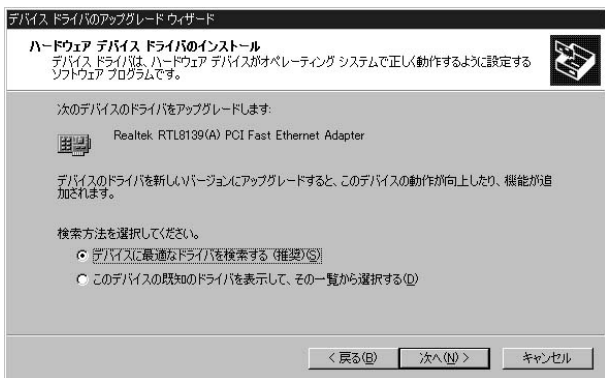 デバイス ドライバのアップグレード ウィザード
ハードウェア デバイス ドライバのインストール
デバイス ドライバは、ハードウェア デバイスがオペレーティング システムで正しく動作するように設定する
ソフトウェア プログラムです。
次のデバイスのドライバをアップグレードします:
Realtek RTL8139(A) PCI Fast Ethernet Adapter
デバイスのドライバを新しいバージョンにアップグレードすると、このデバイスの動作が向上したり、機能が追
加されます。
検索方法を選択してください。
デバイスに最適なドライバを検索する (推奨)(S)
このデバイスの既知のドライバを表示して、その一覧から選択する(D)
< 戻る(B)
次へ(N) >
キャンセル